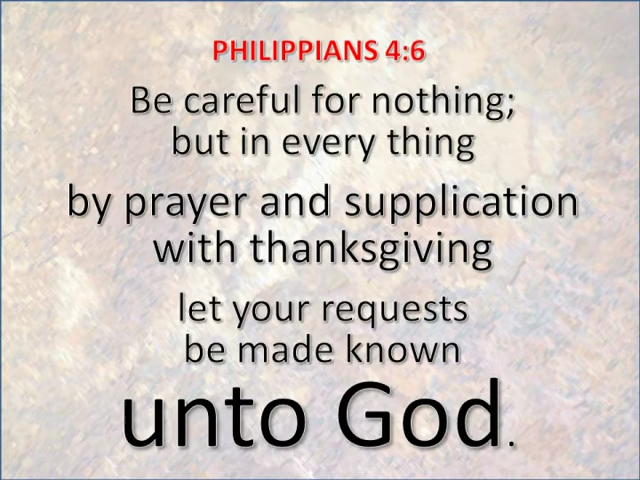 PHILIPPIANS 4:6
Be careful for nothing;
but in every thing
by prayer and supplication
with thanksgiving
let your requests
be made known
unto God.